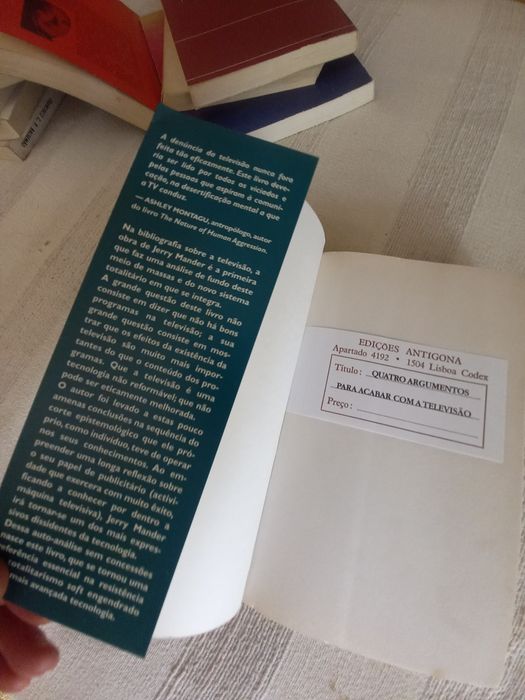 A denúncia da televisão nunca fora
feita tão eficazmente. Este livro deve-
ria ser lido por todos os viciados e
pelas pessoas que aspiram à comuni-
cação, na desertificação mental a que
a TV conduz.
— ASHLEY MONTAGU, antropólogo, autor
do livro The Nature of Human Aggression.
Na bibliografia sobre a televisão, a
obra de Jerry Mander é a primeira
que faz uma análise de fundo deste
meio de massas e do novo sistema
totalitário em que se integra.
A grande questão deste livro não
consiste em dizer que não há bons
programas na televisão; a sua
grande questão consiste em mos-
trar que os efeitos da existência da
televisão são muito mais impor-
tantes do que o conteúdo dos pro-
gramas. Que a televisão é uma
tecnologia não reformável; que não
pode ser eticamente melhorada.
O autor foi levado a estas pouco
amenas conclusões na sequência do
corte epistemológico que ele pró-
prio, como indivíduo, teve de operar
nos seus conhecimentos. Ao em-
preender uma longa reflexão sobre
o seu papel de publicitário (activi-
dade que exercera com muito êxito,
ficando a conhecer por dentro a
máquina televisiva), Jerry Mander
irá tornar-se um dos mais expres-
sivos dissidentes da tecnologia.
Dessa auto-análise sem concessões
nasce este livro, que se tornou uma
referência essencial na resistência
totalitarismo soft engendrado
mais avançada tecnologia.
EDIÇÕES ANTIGONA
Apartado 4192 • 1504 Lisboa Codex
Título: QUATRO ARGUMENTOS
PARA ACABAR COM A TELEVISÃO
Preço: